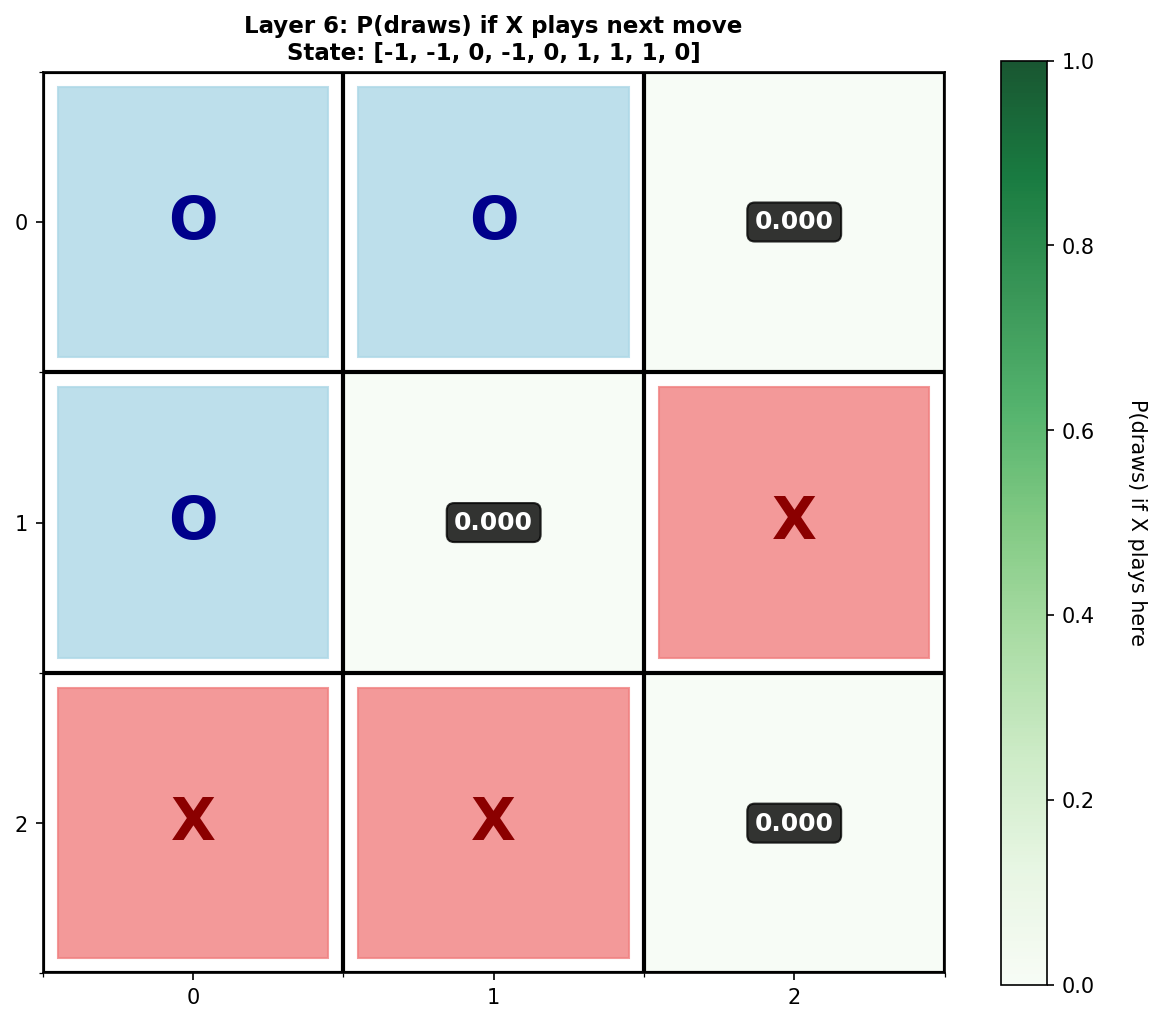 Layer 6: P(draws) if X plays next move
State: [-1, -1, 0, -1, 0, 1, 1, 1, 0]
O
O
0.000
O
0.000
X
X
X
0.000
0
1
2
0
1
2
1.0
0.8
0.6
0.4
0.2
0.0
P(draws) if X plays here